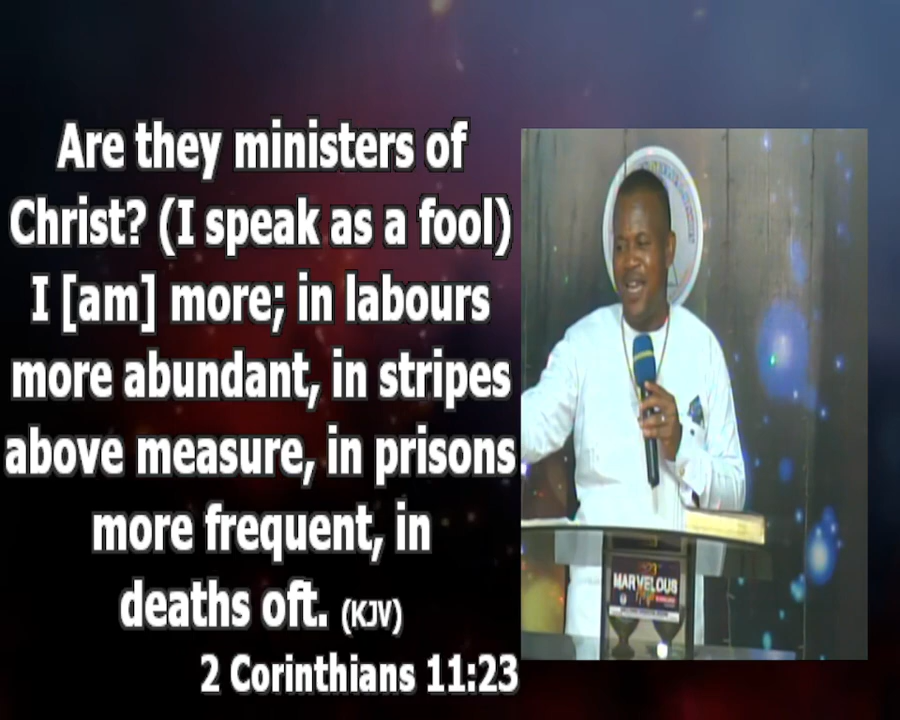 Are they ministers of
Christ? (I speak as a fool)
I [am] more; in labours
more abundant, in stripes
above measure, in prisons
more frequent, in
deaths oft. (KJV)
2 Corinthians 11:23
MARVELOUS